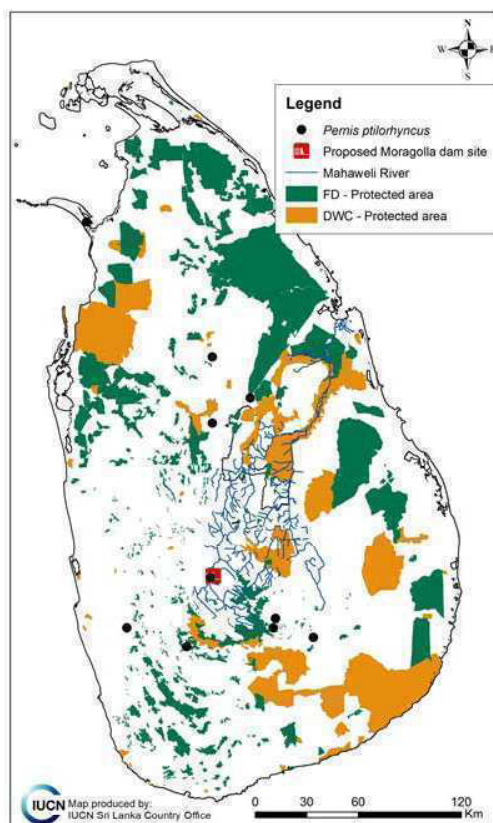 N
W E
S
Legend
Pernis ptilorhyncus
Proposed Moragolla dam site
Mahaweli River
FD - Protected area
DWC - Protected area
IUCN
Map produced by:
IUCN Sri Lanka Country Office
0 30 60 120
Km